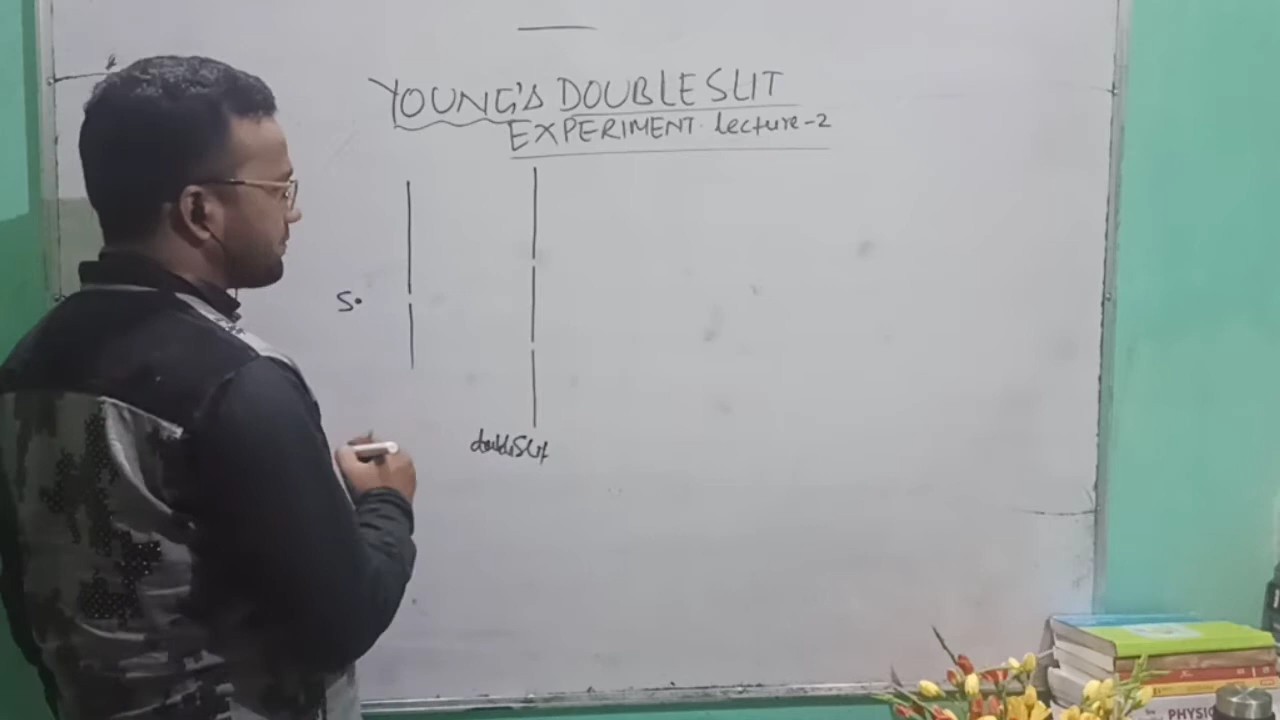 YOUNG'S DOUBLE SLIT
EXPERIMENT. Lecture-2
S.
double Slit
PHYSIC